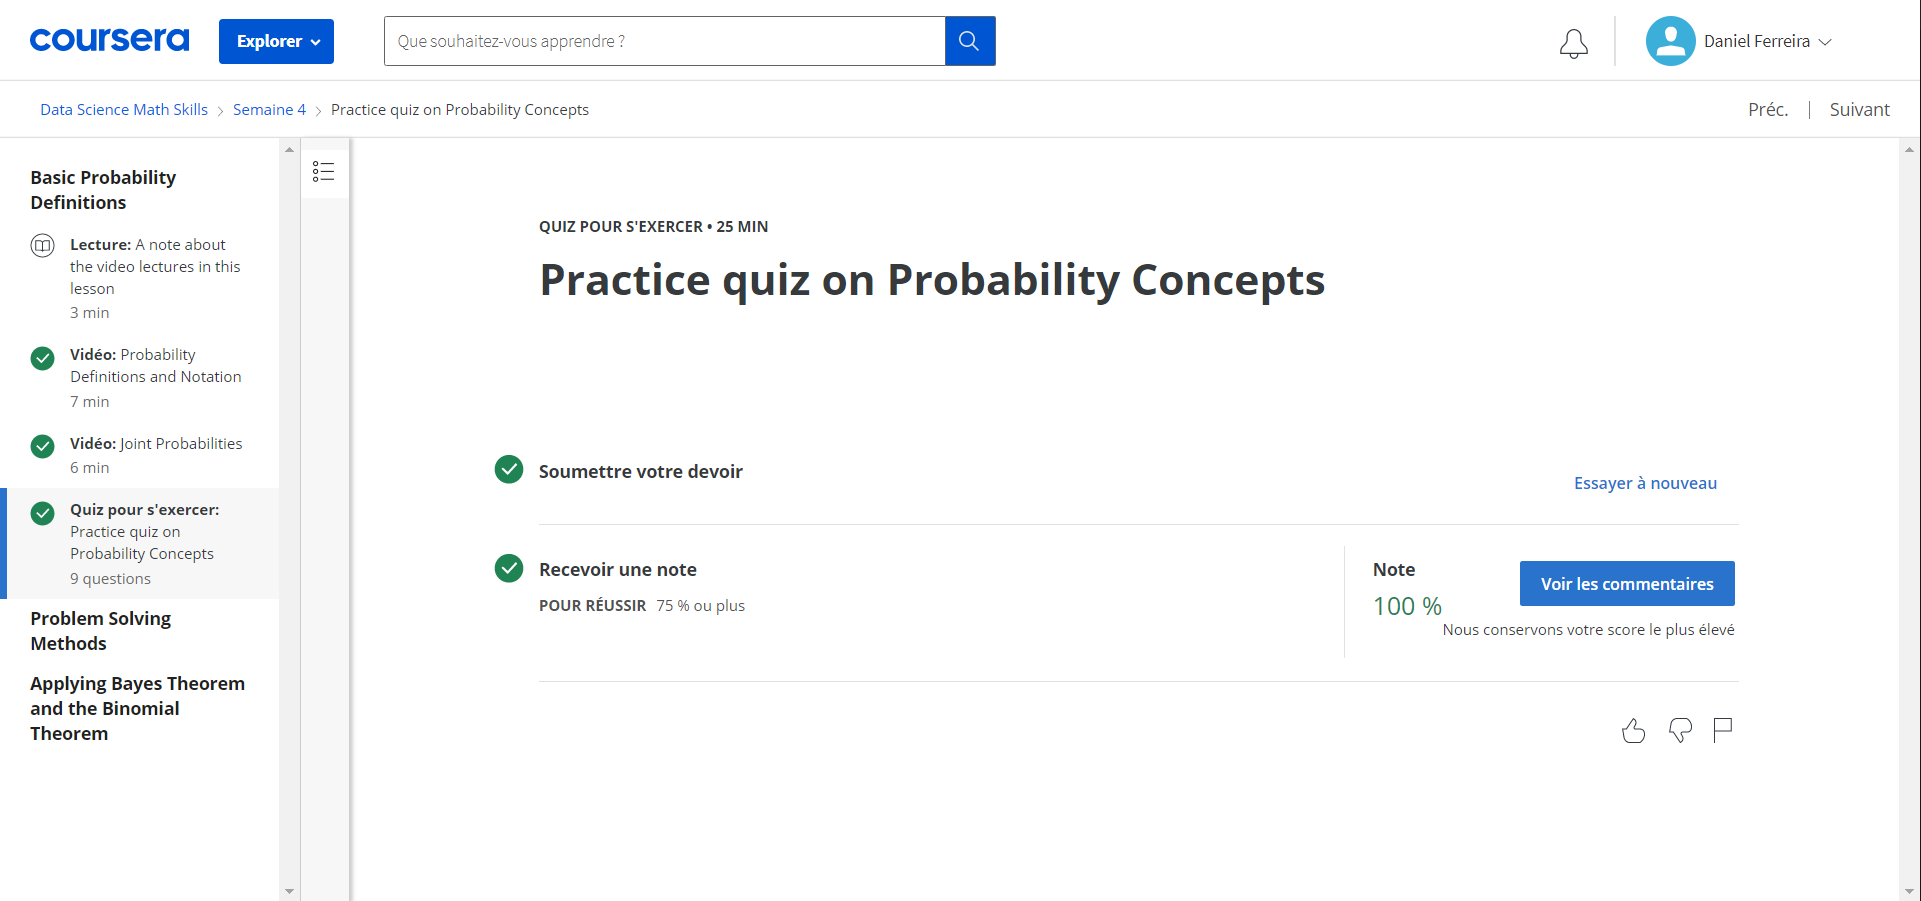 coursera
Explorer
Que souhaitez-vous apprendre ?
Daniel Ferreira
Data Science Math Skills
Semaine 4
Practice quiz on Probability Concepts
Préc.
Suivant
Basic Probability
Definitions
Lecture: A note about
the video lectures in this
lesson
3 min
Vidéo: Probability
Definitions and Notation
7 min
Vidéo: Joint Probabilities
6 min
Quiz pour s'exercer:
Practice quiz on
Probability Concepts
9 questions
Problem Solving
Methods
Applying Bayes Theorem
and the Binomial
Theorem
QUIZ POUR S'EXERCER • 25 MIN
Practice quiz on Probability Concepts
Soumettre votre devoir
Essayer à nouveau
Recevoir une note
POUR RÉUSSIR 75 % ou plus
Note
100 %
Voir les commentaires
Nous conservons votre score le plus élevé